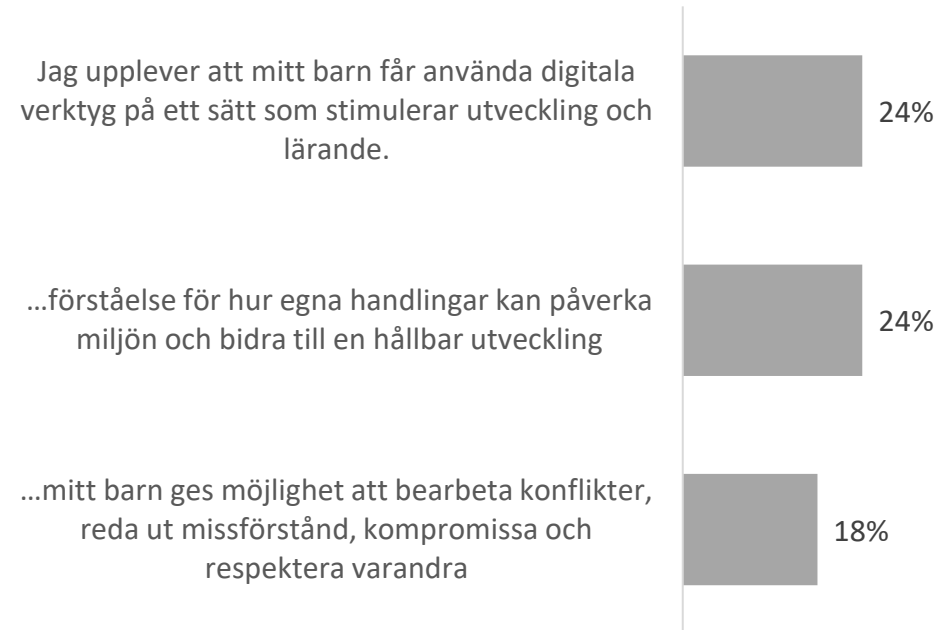 Jag upplever att mitt barn får använda digitala
verktyg på ett sätt som stimulerar utveckling och
lärande.
24%
…förståelse för hur egna handlingar kan påverka
miljön och bidra till en hållbar utveckling
24%
…mitt barn ges möjlighet att bearbeta konflikter,
reda ut missförstånd, kompromissa och
respektera varandra
18%